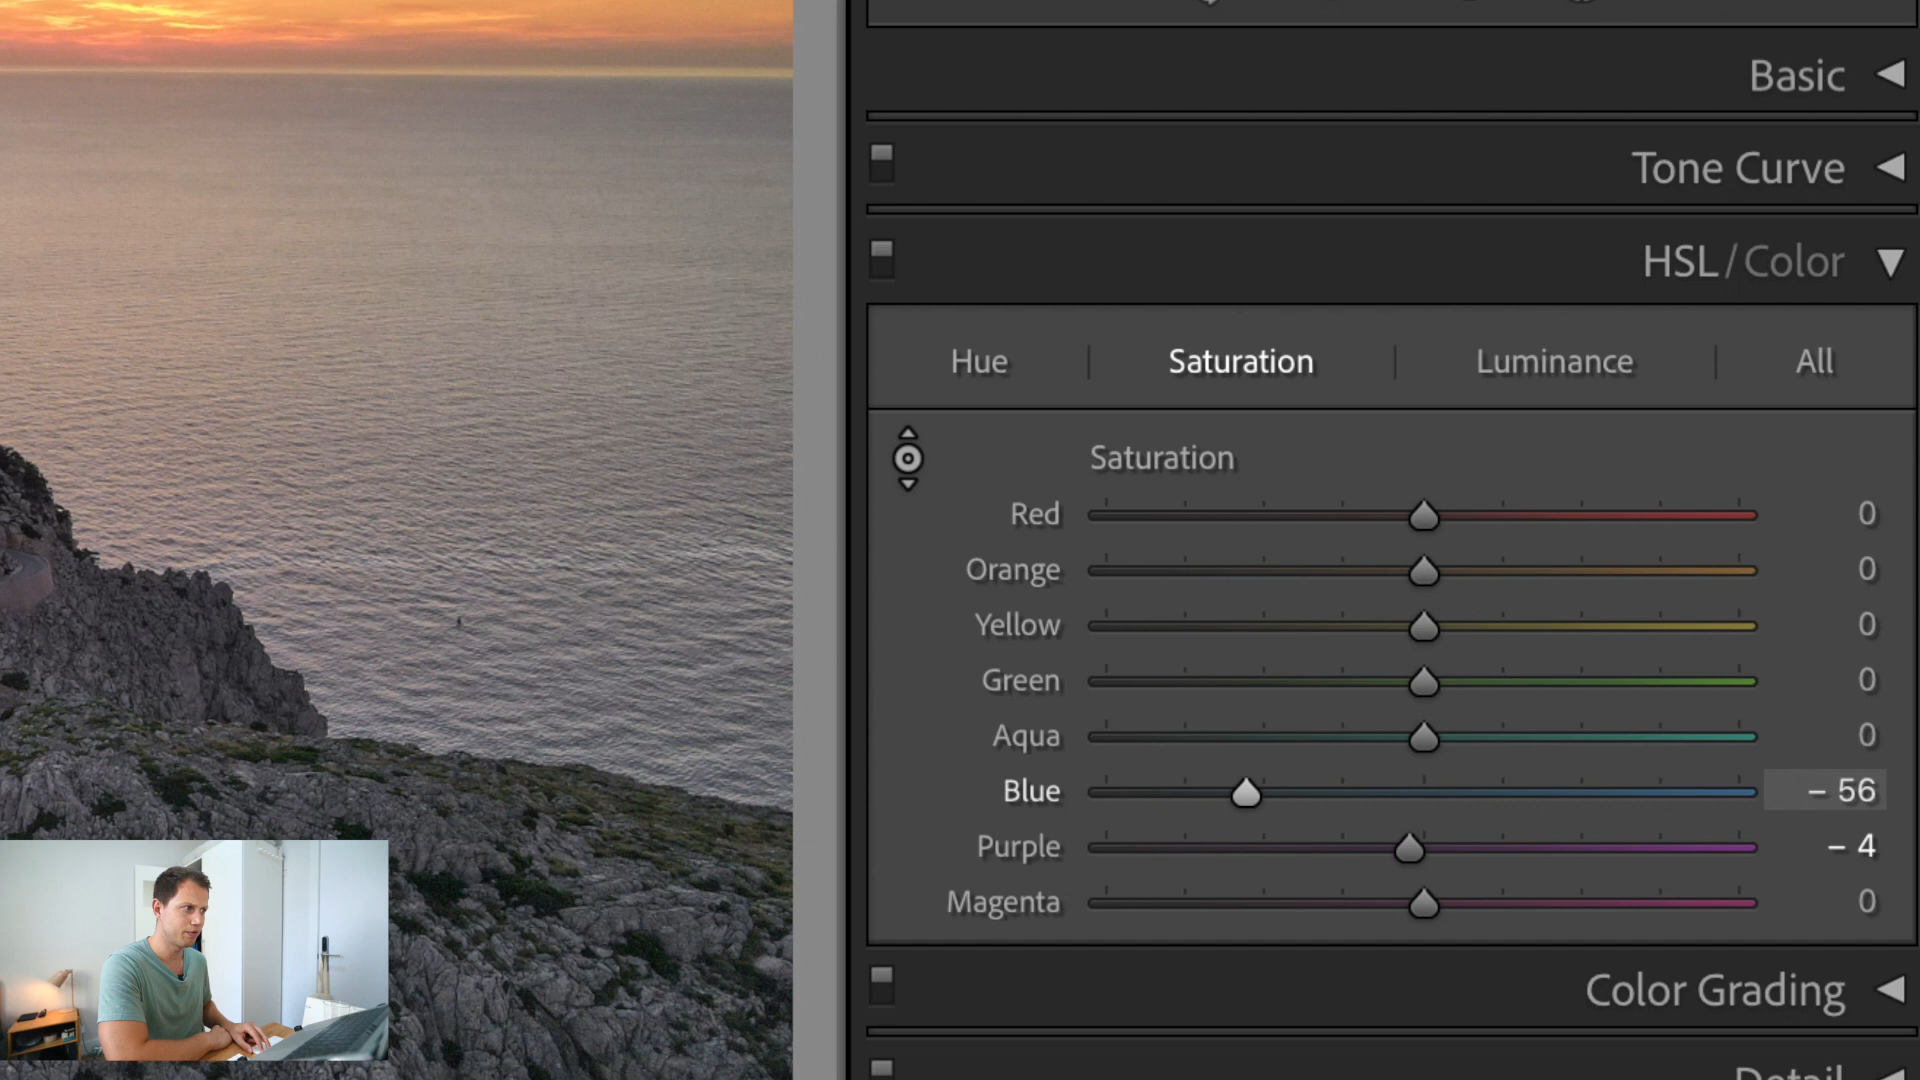 Basic
Tone Curve
HSL / Color
Hue Saturation Luminance All
Saturation
Red 0
Orange 0
Yellow 0
Green 0
Aqua 0
Blue – 56
Purple – 4
Magenta 0
Color Grading
Detail